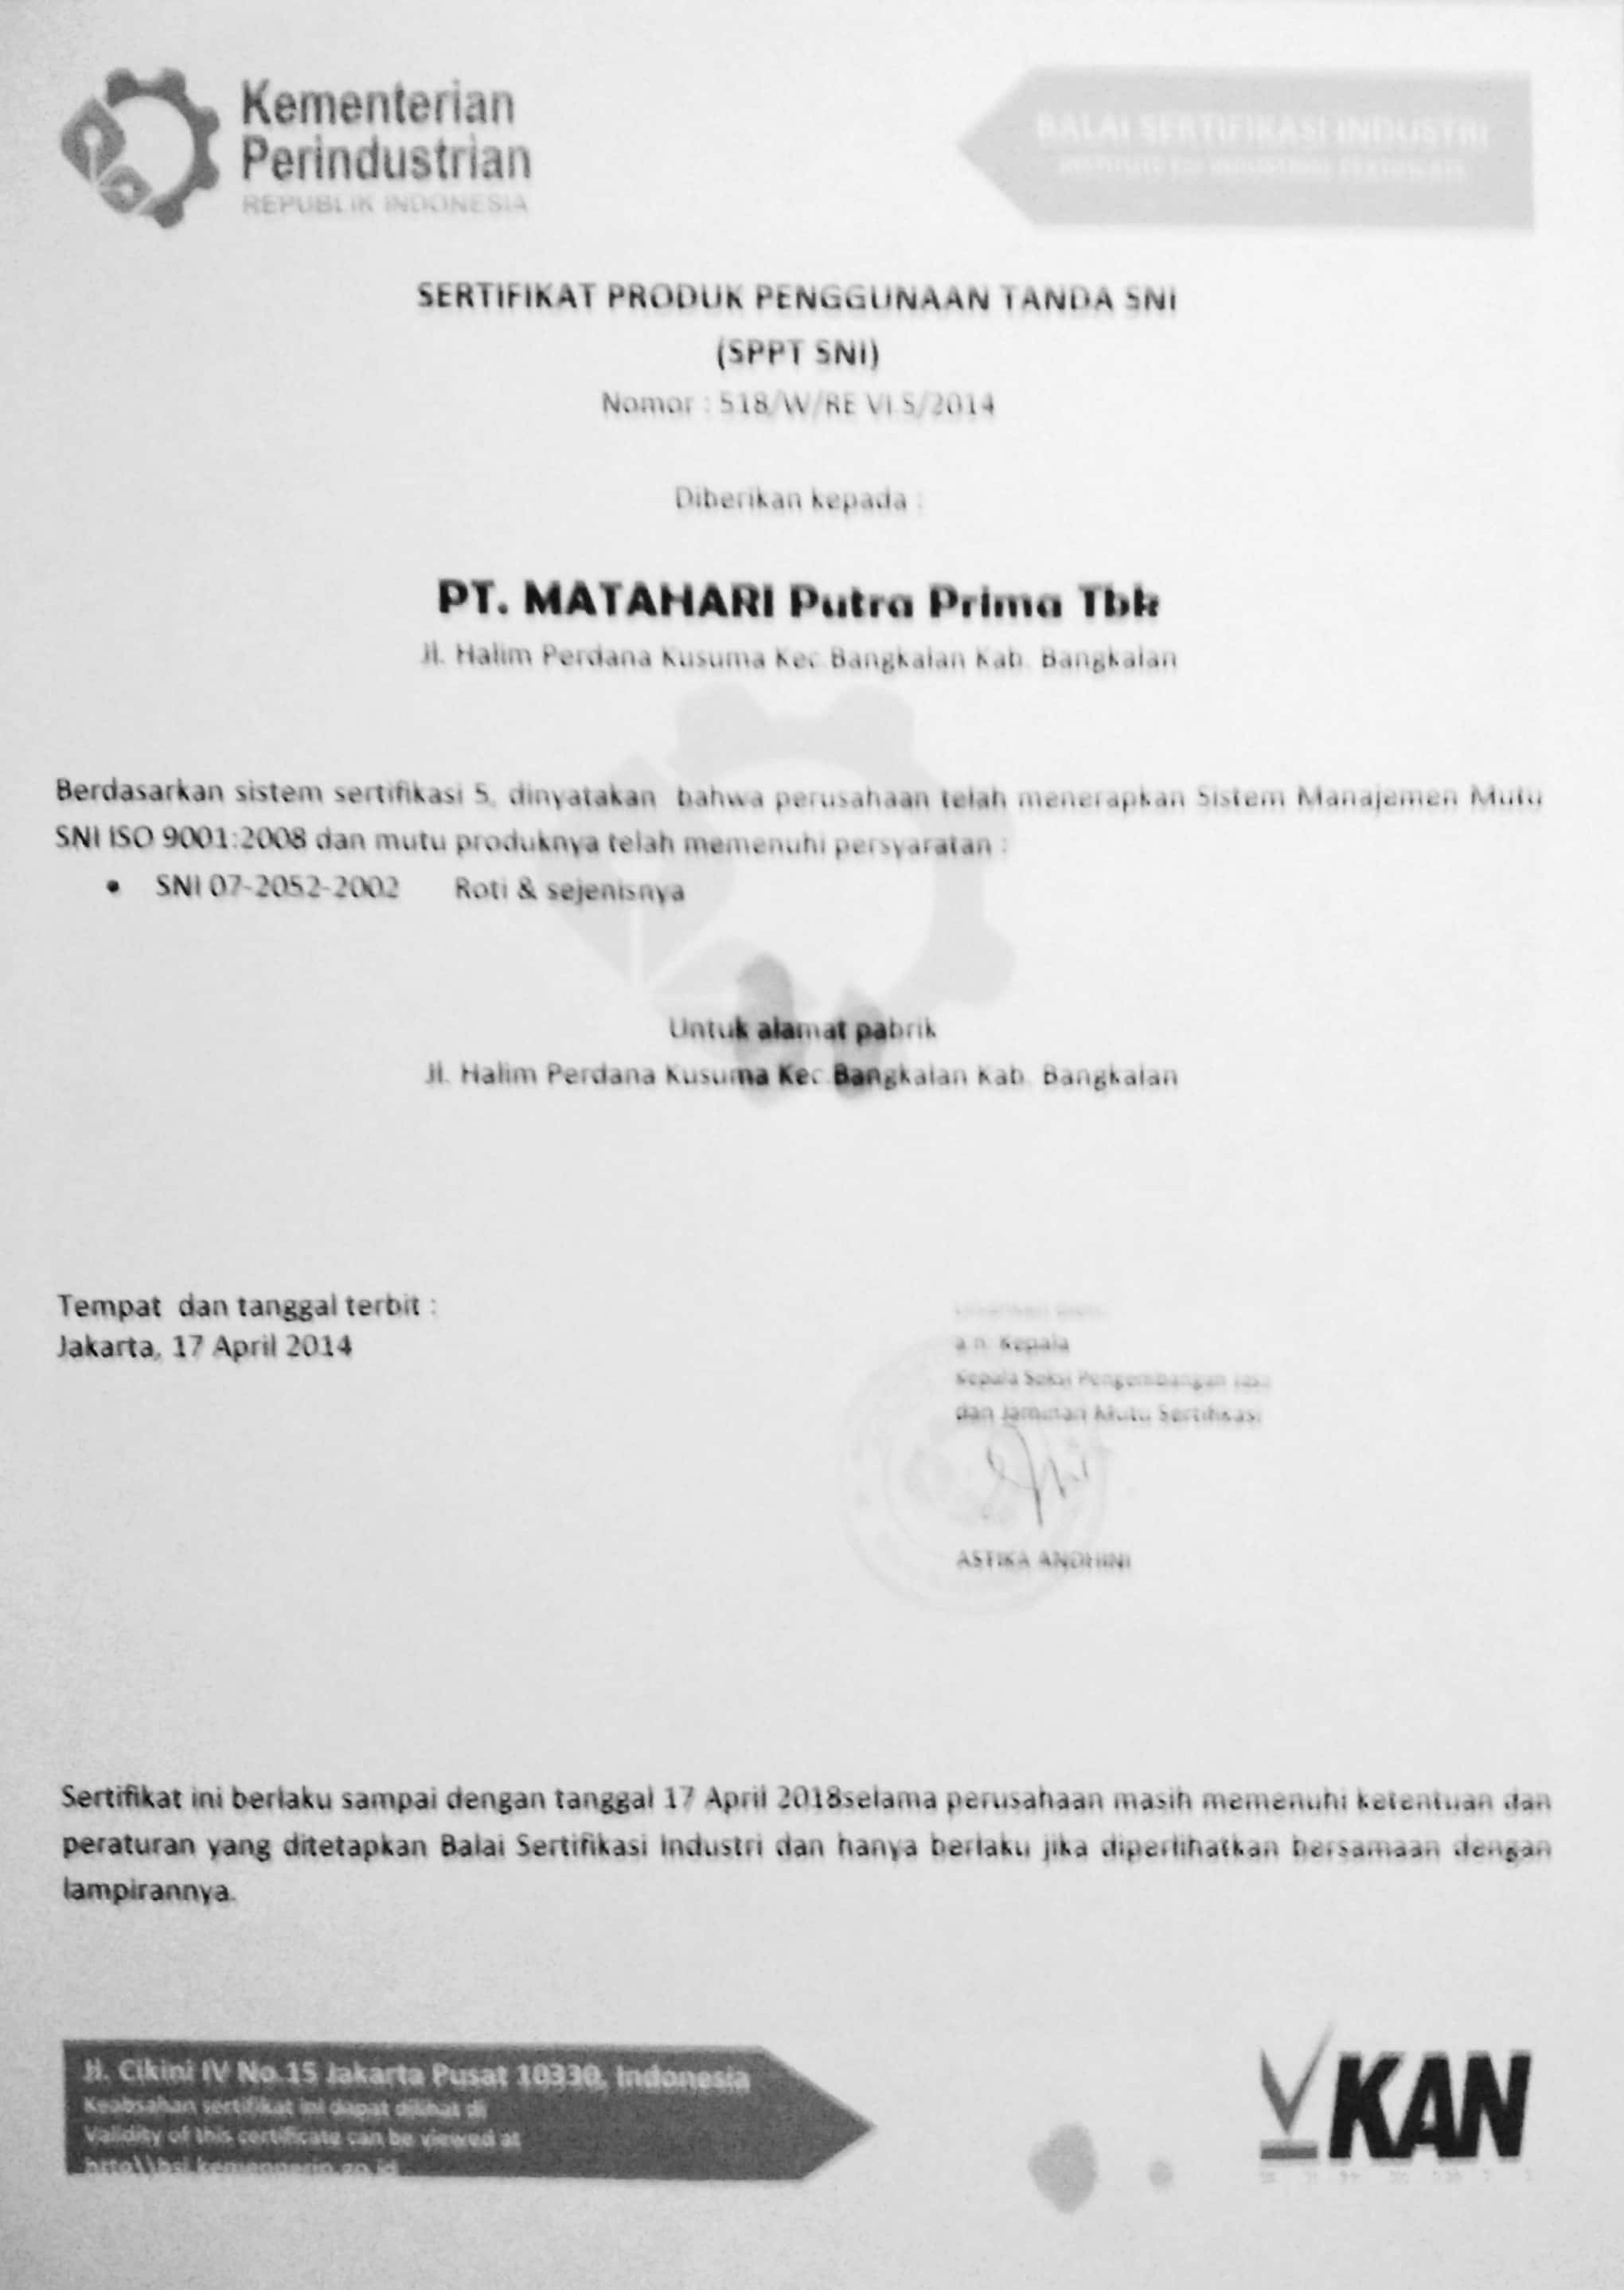 Kementerian
Perindustrian
REPUBLIK INDONESIA
BALAI SERTIFIKASI INDUSTRI
SERTIFIKAT PRODUK PENGGUNAAN TANDA SNI
(SPPT SNI)
Nomor : 518/W/RE VI.S/2014
Diberikan kepada :
PT. MATAHARI Putra Prima Tbk
Jl. Halim Perdana Kusuma Kec Bangkalan Kab. Bangkalan
Berdasarkan sistem sertifikasi 5, dinyatakan bahwa perusahaan telah menerapkan Sistem Manajemen Mutu
SNI ISO 9001:2008 dan mutu produknya telah memenuhi persyaratan :
• SNI 07-2052-2002 Roti & sejenisnya
Untuk alamat pabrik
Jl. Halim Perdana Kusuma Kec Bangkalan Kab. Bangkalan
Tempat dan tanggal terbit :
Jakarta, 17 April 2014
a.n. Kepala
Kepala Seksi Pengembangan Jasa
dan Jaminan Mutu Sertifikasi
ASTIKA ANDHINI
Sertifikat ini berlaku sampai dengan tanggal 17 April 2018selama perusahaan masih memenuhi ketentuan dan
peraturan yang ditetapkan Balai Sertifikasi Industri dan hanya berlaku jika diperlihatkan bersamaan dengan
lampirannya.
Jl. Cikini IV No.15 Jakarta Pusat 10330, Indonesia
Keabsahan sertifikat ini dapat dilihat di
Validity of this certificate can be viewed at
http\\bsi.kemenperin.go.id
KAN